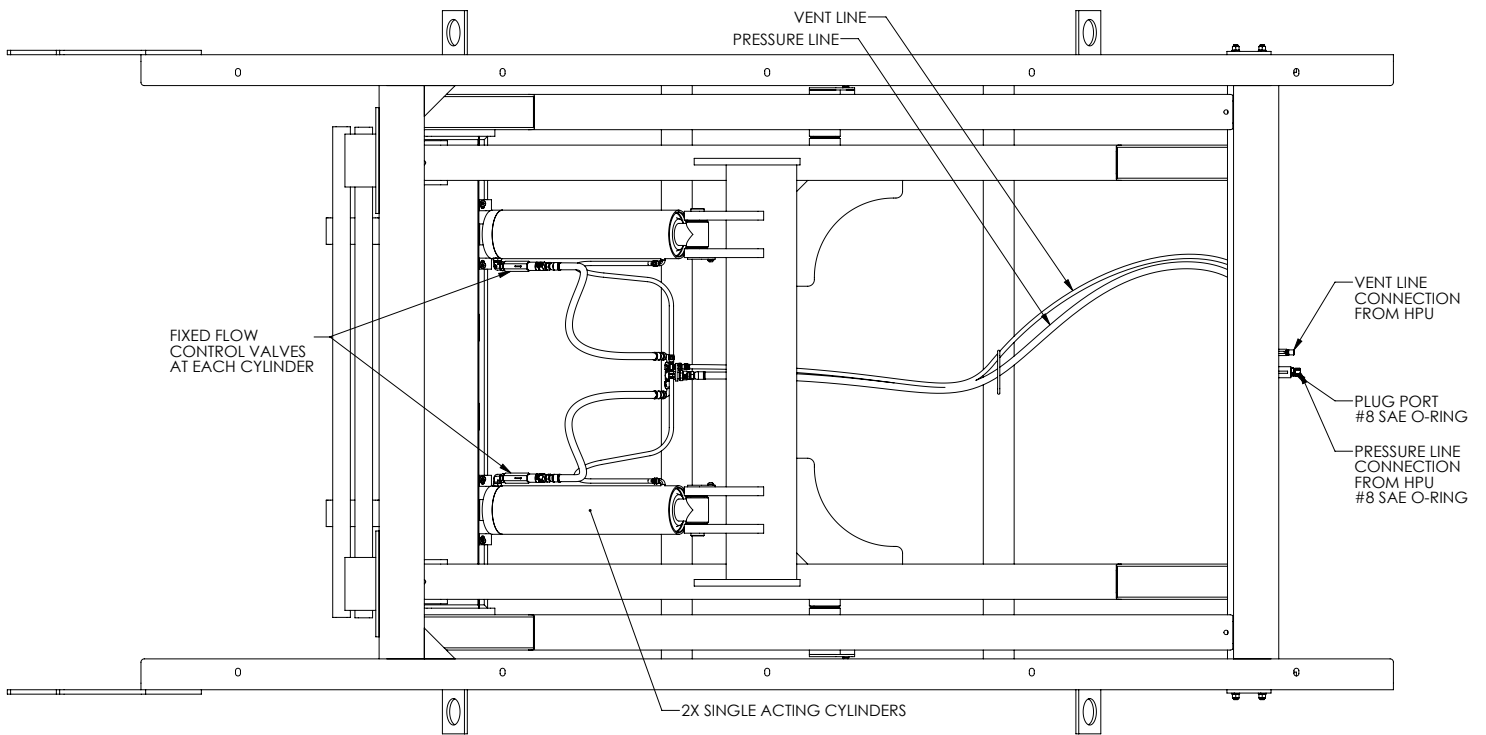 VENT LINE
PRESSURE LINE
FIXED FLOW
CONTROL VALVES
AT EACH CYLINDER
VENT LINE
CONNECTION
FROM HPU
PLUG PORT
#8 SAE O-RING
PRESSURE LINE
CONNECTION
FROM HPU
#8 SAE O-RING
2X SINGLE ACTING CYLINDERS